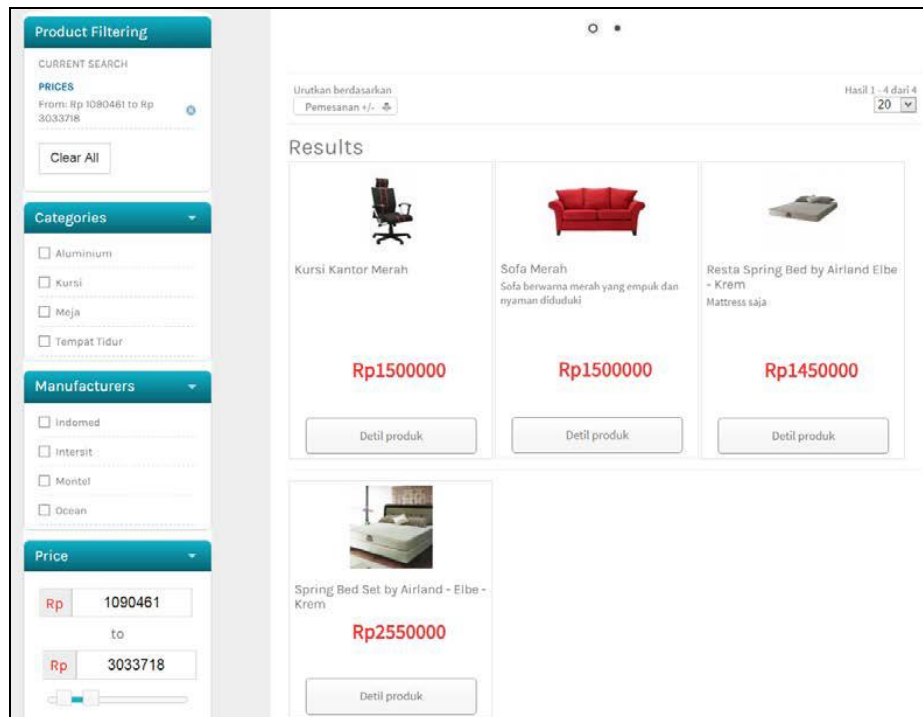 Product Filtering
CURRENT SEARCH
PRICES
From: Rp 1090461 to Rp
3033718
Clear All
Categories
Aluminium
Kursi
Meja
Tempat Tidur
Manufacturers
Indomed
Intersit
Montel
Ocean
Price
Rp 1090461
to
Rp 3033718
Urutkan berdasarkan
Pemesanan +/-
Hasil 1 - 4 dari 4
20
Results
Kursi Kantor Merah
Rp1500000
Detil produk
Sofa Merah
Sofa berwarna merah yang empuk dan
nyaman diduduki
Rp1500000
Detil produk
Resta Spring Bed by Airland Elbe
- Krem
Mattress saja
Rp1450000
Detil produk
Spring Bed Set by Airland - Elbe -
Krem
Rp2550000
Detil produk